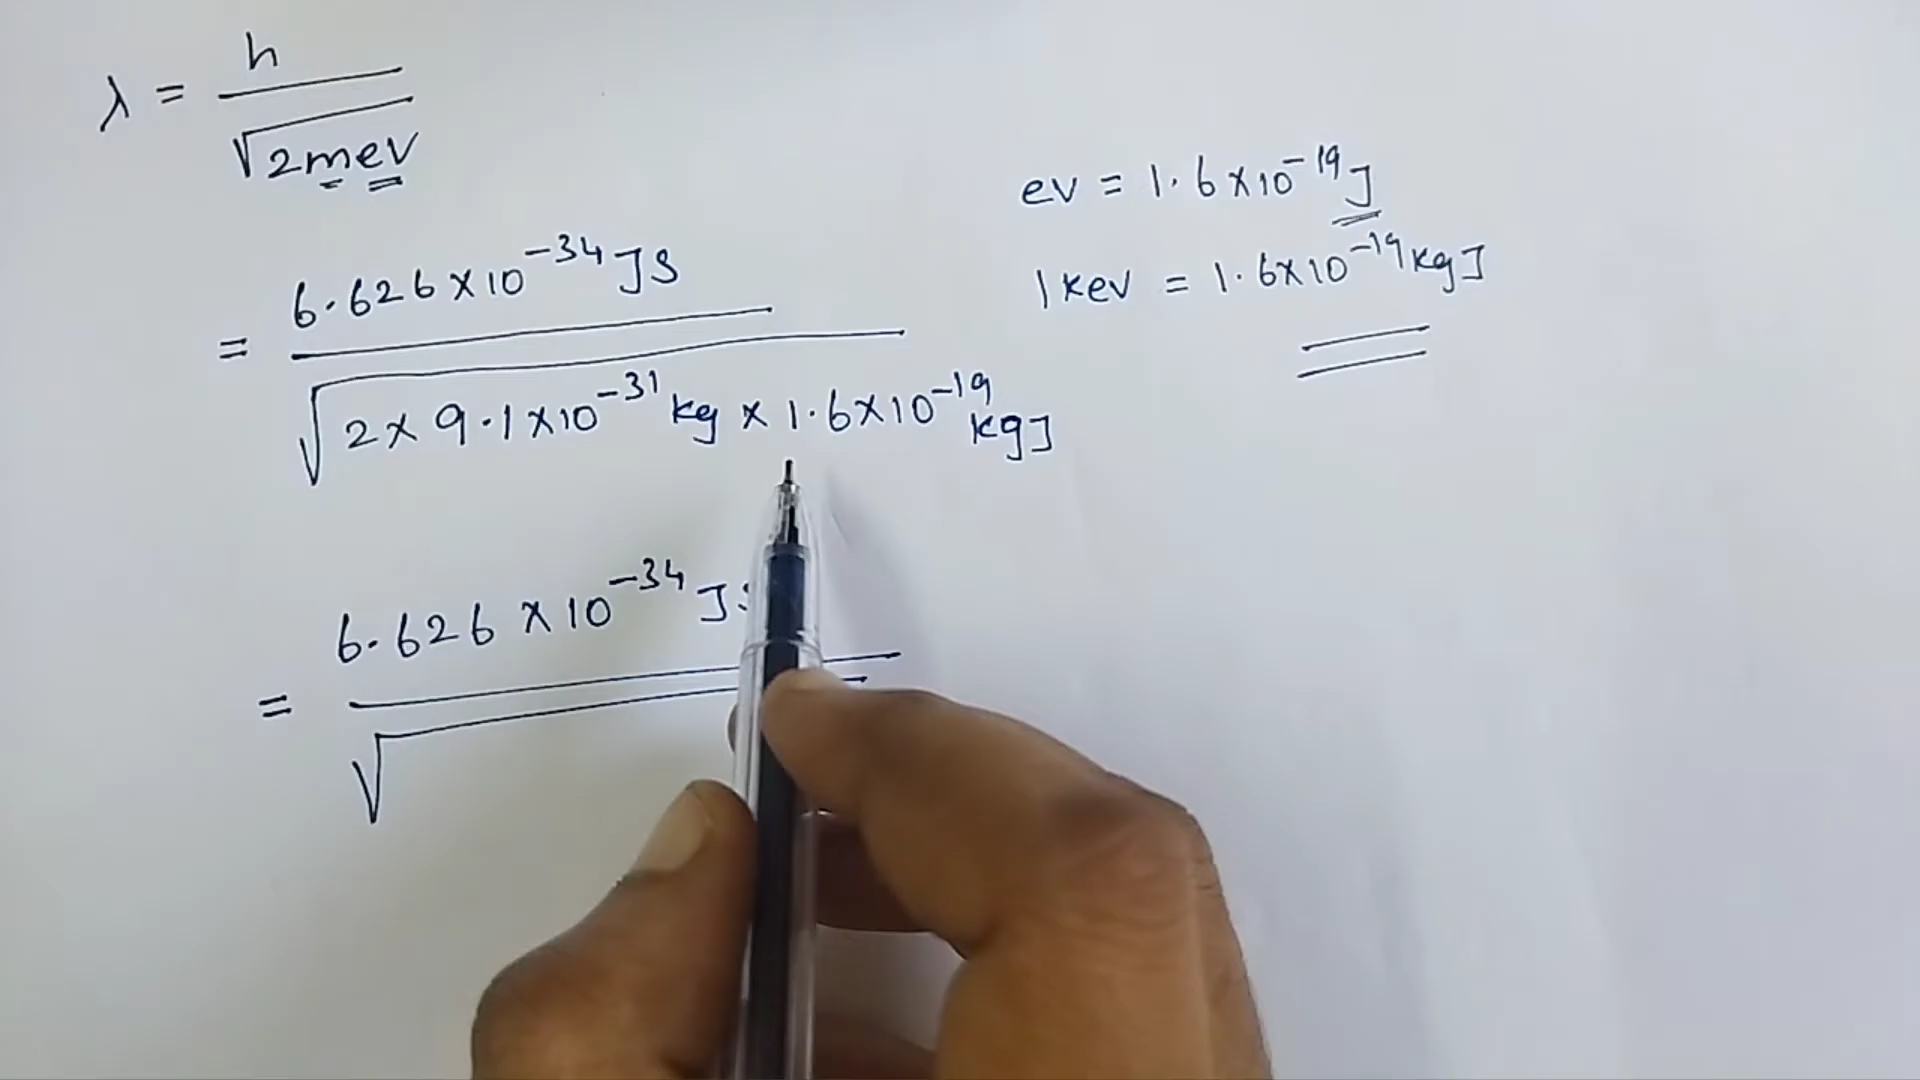 λ = h / √2mev
= 6.626 × 10^-34 JS / √2 × 9.1 × 10^-31 kg × 1.6 × 10^-19 kgJ
ev = 1.6 × 10^-19 J
1 kev = 1.6 × 10^-19 kgJ
= 6.626 × 10^-34 JS / √